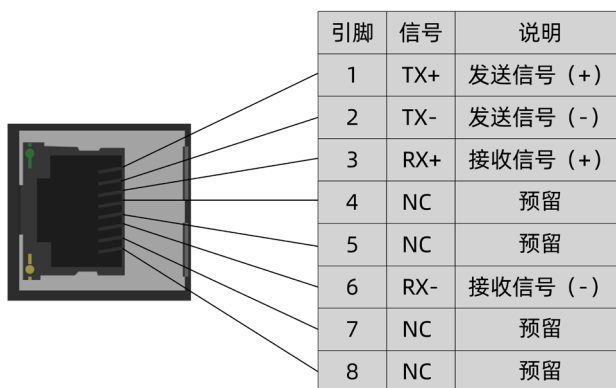 引脚 信号 说明
1 TX+ 发送信号（+）
2 TX- 发送信号（-）
3 RX+ 接收信号（+）
4 NC 预留
5 NC 预留
6 RX- 接收信号（-）
7 NC 预留
8 NC 预留